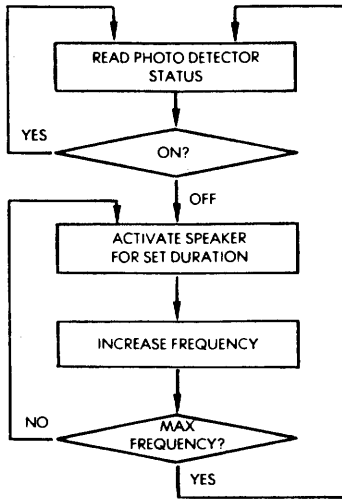 READ PHOTO DETECTOR
STATUS
YES
ON?
OFF
ACTIVATE SPEAKER
FOR SET DURATION
INCREASE FREQUENCY
NO
MAX
FREQUENCY?
YES